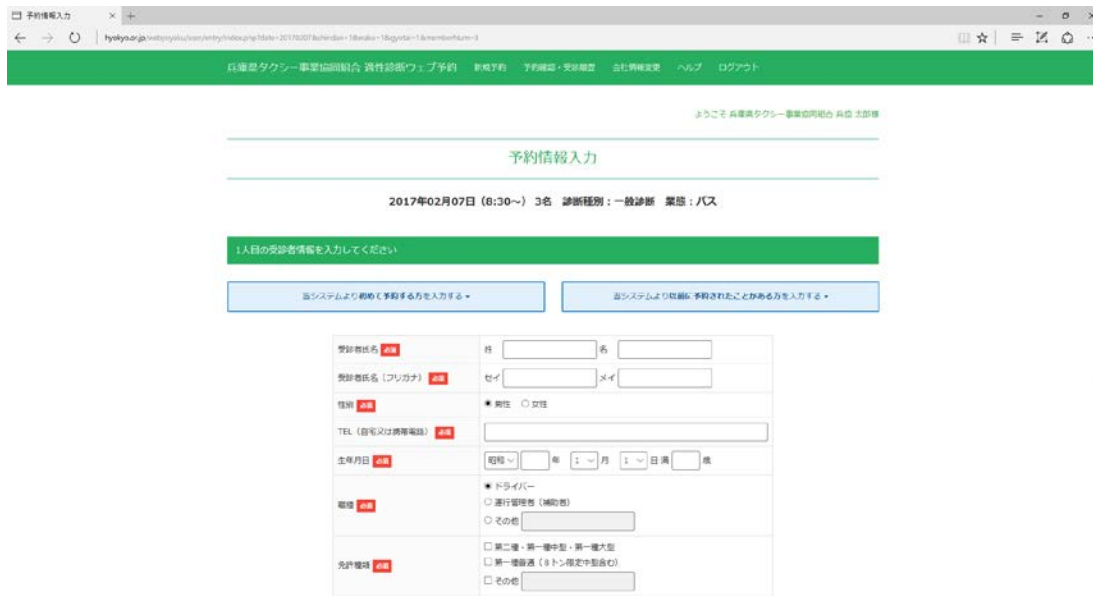 予約情報入力
hyokyo.or.jp
兵庫県タクシー事業協同組合 適性診断ウェブ予約 新規予約 予約確認・受診履歴 会社情報変更 ヘルプ ログアウト
ようこそ 兵庫県タクシー事業協同組合 兵協 太郎様
予約情報入力
2017年02月07日（8:30～） 3名 診断種別：一般診断 業態：バス
1人目の受診者情報を入力してください
当システムより初めて予約する方を入力する
当システムより以前に予約されたことがある方を入力する
受診者氏名 必須 姓 名
受診者氏名（フリガナ） 必須 セイ メイ
性別 必須 男性 女性
TEL（自宅又は携帯電話） 必須
生年月日 必須 昭和 年 1 月 1 日 満 歳
職種 必須
ドライバー
運行管理者（補助者）
その他
免許種類 必須
第二種・第一種中型・第一種大型
第一種普通（8トン限定中型含む）
その他